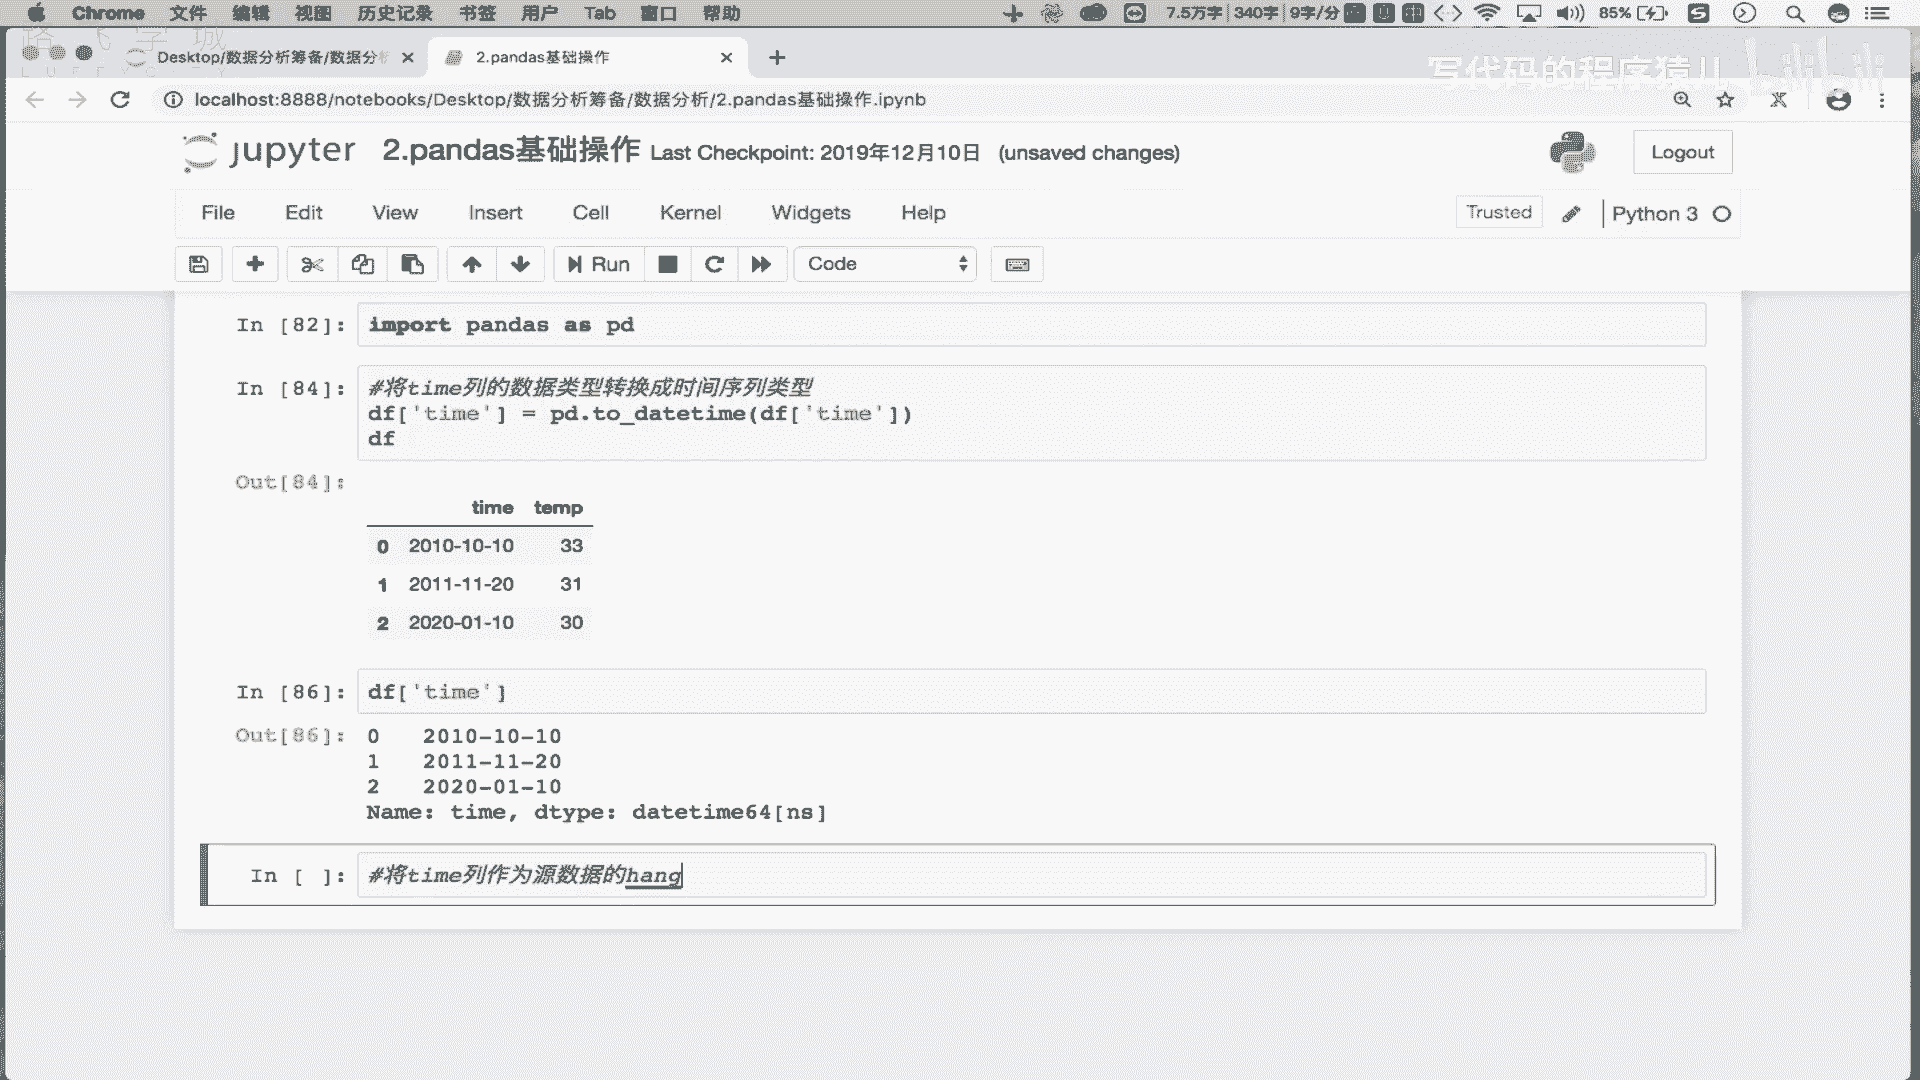 Chrome 文件 编辑 视图 历史记录 书签 用户 Tab 窗口 帮助 7.5万字 340字 9字/分 85%
Desktop/数据分析筹备/数据分析
2.pandas基础操作
写代码的程序猿儿 bilibili
localhost:8888/notebooks/Desktop/数据分析筹备/数据分析/2.pandas基础操作.ipynb
jupyter 2.pandas基础操作 Last Checkpoint: 2019年12月10日 (unsaved changes)
Logout
File Edit View Insert Cell Kernel Widgets Help Trusted Python 3
Run Code
In [82]: import pandas as pd
In [84]: #将time列的数据类型转换成时间序列类型
df['time'] = pd.to_datetime(df['time'])
df
Out[84]:
time temp
0 2010-10-10 33
1 2011-11-20 31
2 2020-01-10 30
In [86]: df['time']
Out[86]: 0 2010-10-10
1 2011-11-20
2 2020-01-10
Name: time, dtype: datetime64[ns]
In [ ]: #将time列作为源数据的hang